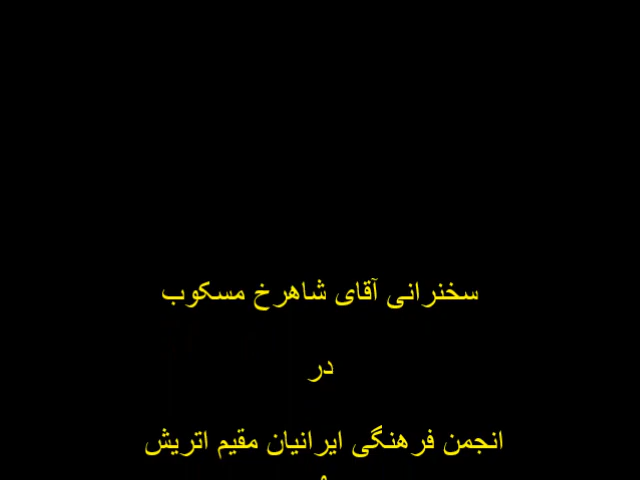 سخنرانی آقای شاهرخ مسکوب
در
انجمن فرهنگی ایرانیان مقیم اتریش